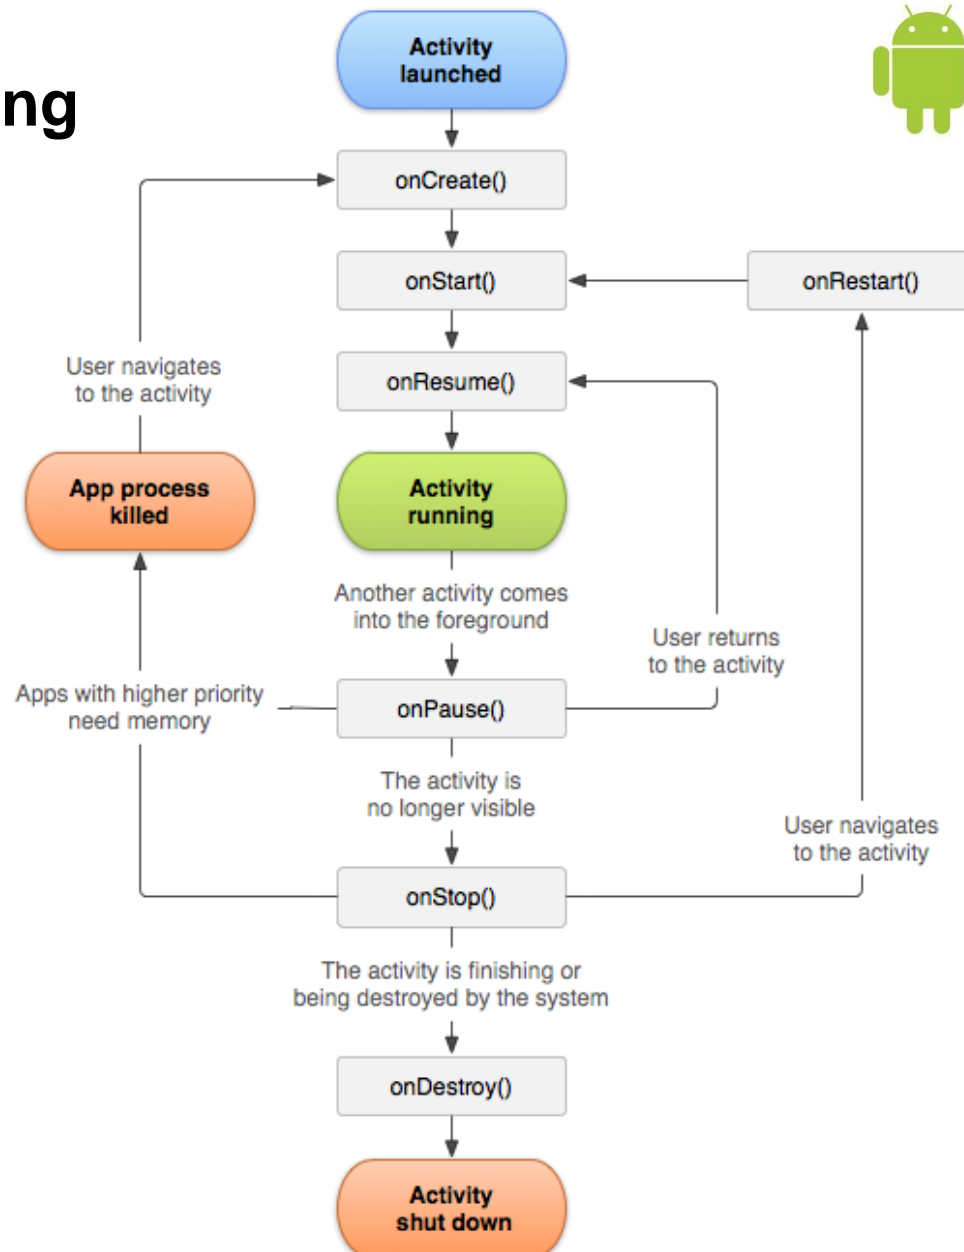 ng
Activity
launched
onCreate()
onStart()
onRestart()
User navigates
to the activity
onResume()
App process
killed
Activity
running
Another activity comes
into the foreground
User returns
to the activity
Apps with higher priority
need memory
onPause()
The activity is
no longer visible
User navigates
to the activity
onStop()
The activity is finishing or
being destroyed by the system
onDestroy()
Activity
shut down